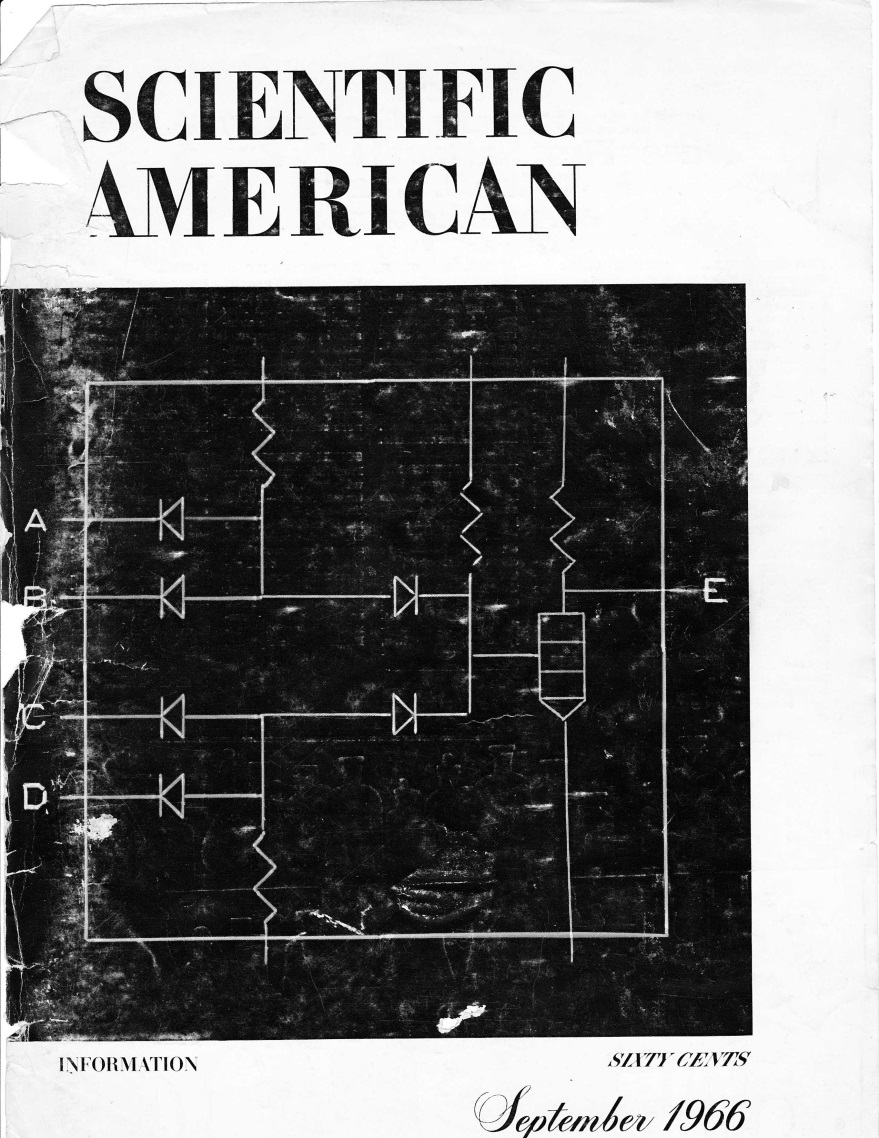 SCIENTIFIC
AMERICAN
A
B
E
C
D
INFORMATION
SIXTY CENTS
September 1966